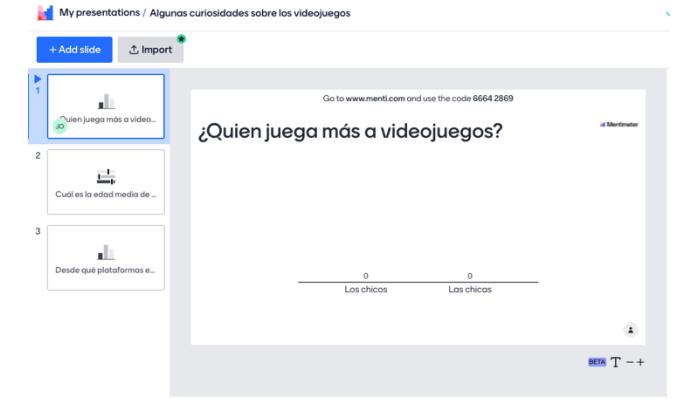 My presentations / Algunas curiosidades sobre los videojuegos
+ Add slide
Import
1
Quien juega más a video...
JO
2
Cuál es la edad media de ...
3
Desde qué plataformas e...
Go to www.menti.com and use the code 6664 2869
¿Quien juega más a videojuegos?
Mentimeter
0 0
Los chicos Las chicas
BETA T − +